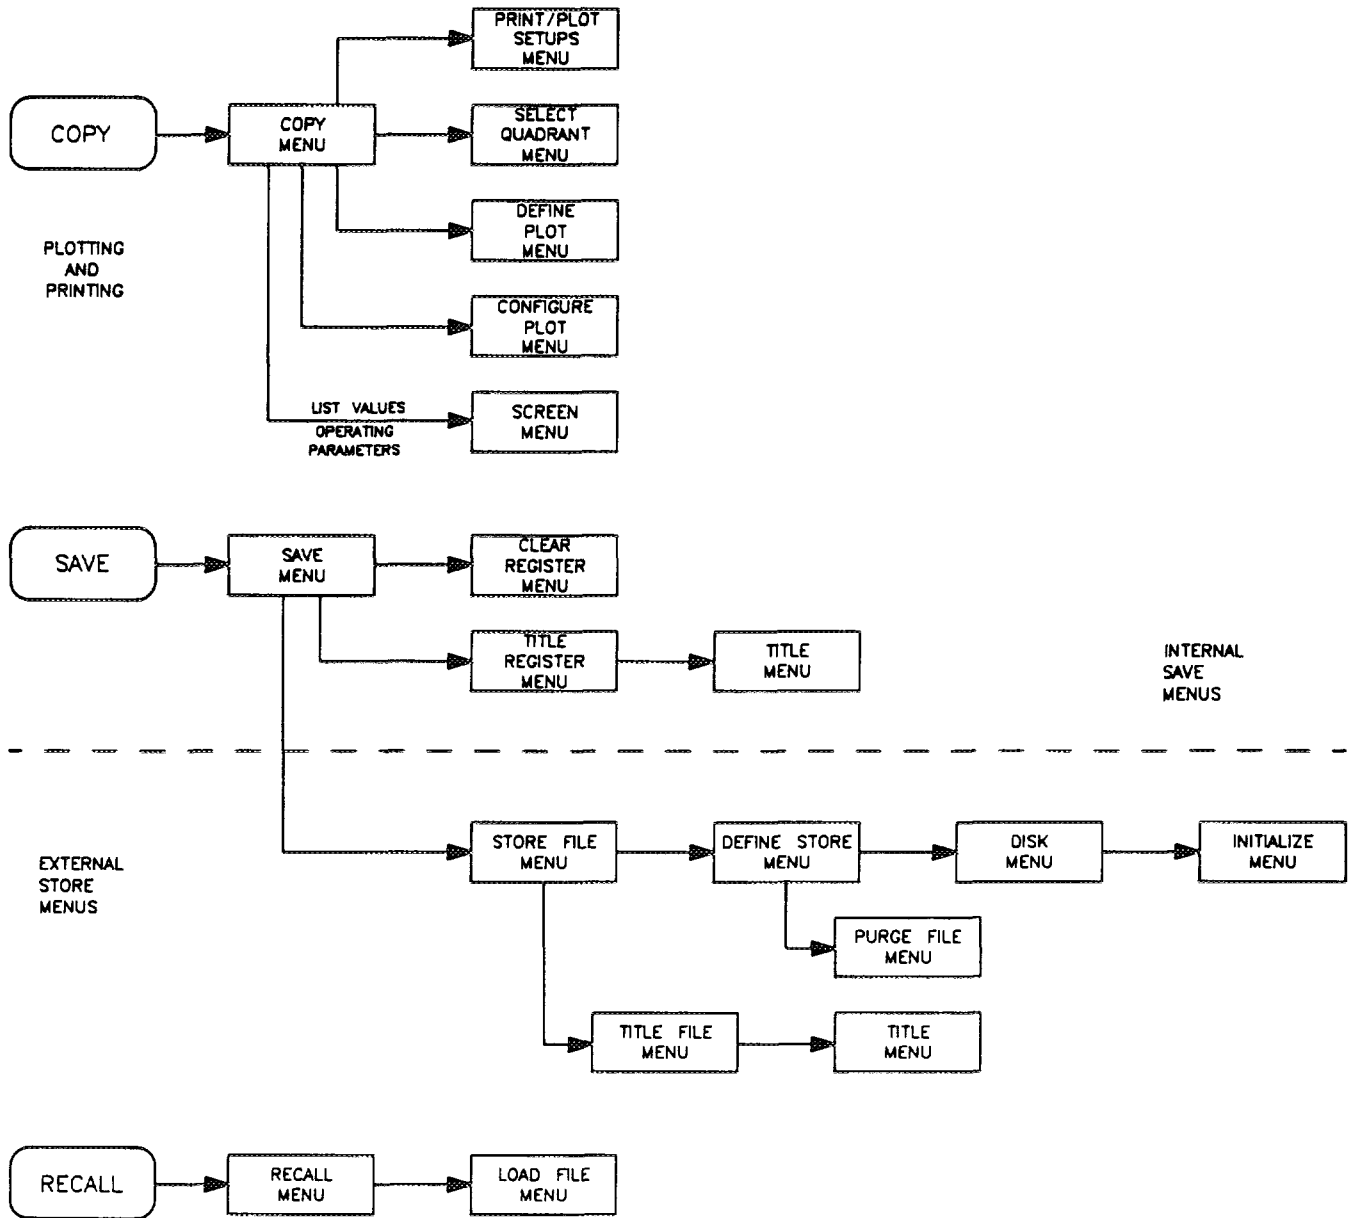 PRINT/PLOT
SETUPS
MENU
COPY
COPY
MENU
SELECT
QUADRANT
MENU
PLOTTING
AND
PRINTING
DEFINE
PLOT
MENU
CONFIGURE
PLOT
MENU
LIST VALUES
OPERATING
PARAMETERS
SCREEN
MENU
SAVE
SAVE
MENU
CLEAR
REGISTER
MENU
TITLE
REGISTER
MENU
TITLE
MENU
INTERNAL
SAVE
MENUS
EXTERNAL
STORE
MENUS
STORE FILE
MENU
DEFINE STORE
MENU
DISK
MENU
INITIALIZE
MENU
PURGE FILE
MENU
TITLE FILE
MENU
TITLE
MENU
RECALL
RECALL
MENU
LOAD FILE
MENU